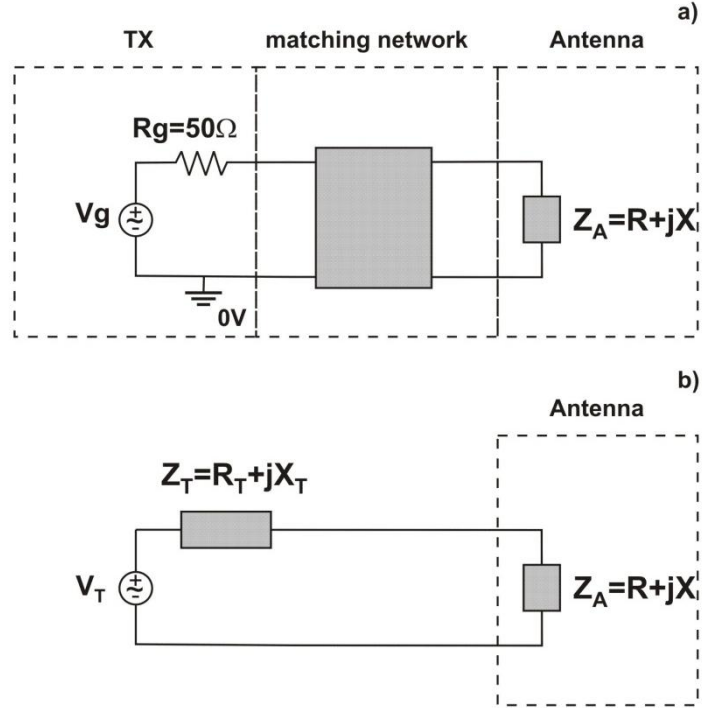 a)
TX matching network Antenna
Rg=50Ω
Vg
Z_A=R+jX
0V
b)
Antenna
Z_T=R_T+jX_T
V_T
Z_A=R+jX